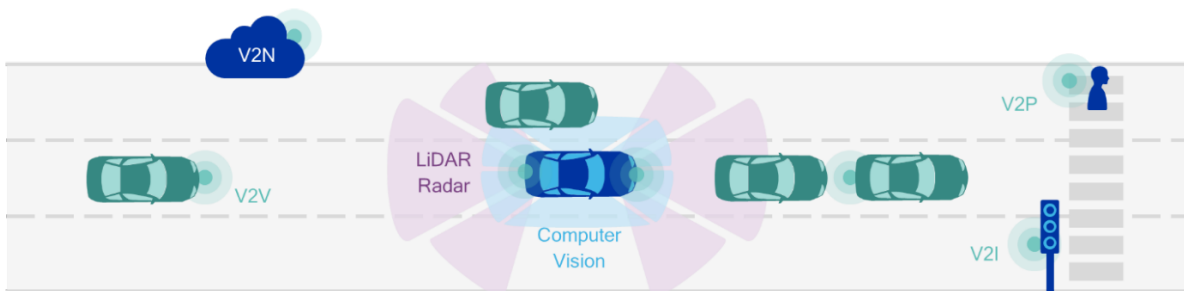 V2N
V2P
LiDAR
Radar
V2V
Computer
Vision
V2I